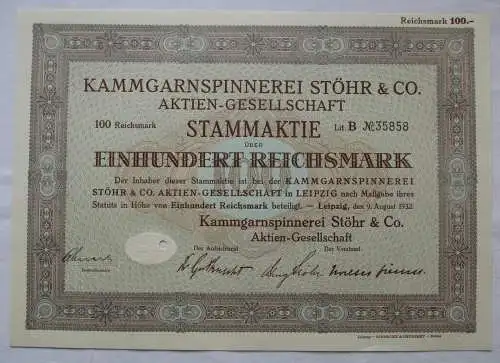 Reichsmark 100.-
KAMMGARNSPINNEREI STÖHR & CO.
AKTIEN-GESELLSCHAFT
100 Reichsmark STAMMAKTIE Lit. B № 35858
ÜBER
EINHUNDERT REICHSMARK
Der Inhaber dieser Stammaktie ist bei der KAMMGARNSPINNEREI
STÖHR & CO. AKTIEN-GESELLSCHAFT in LEIPZIG nach Maßgabe ihres
Statuts in Höhe von Einhundert Reichsmark beteiligt. — Leipzig, den 9. August 1932
Kammgarnspinnerei Stöhr & Co.
Aktien-Gesellschaft
Der Aufsichtsrat Der Vorstand